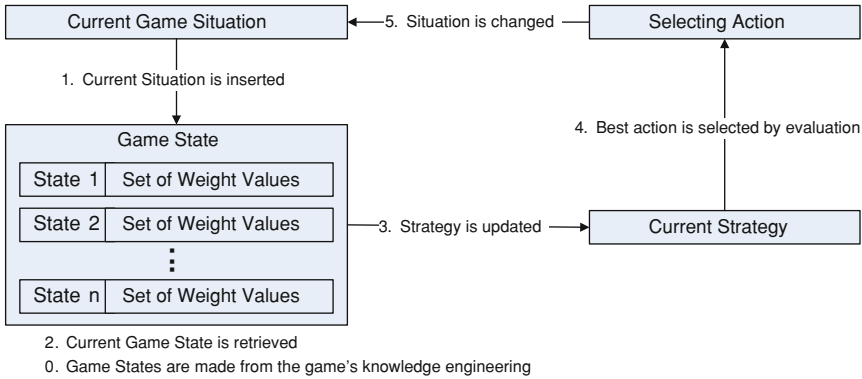 Current Game Situation
5. Situation is changed
Selecting Action
1. Current Situation is inserted
4. Best action is selected by evaluation
Game State
State 1 Set of Weight Values
State 2 Set of Weight Values
3. Strategy is updated
Current Strategy
⋮
State n Set of Weight Values
2. Current Game State is retrieved
0. Game States are made from the game's knowledge engineering